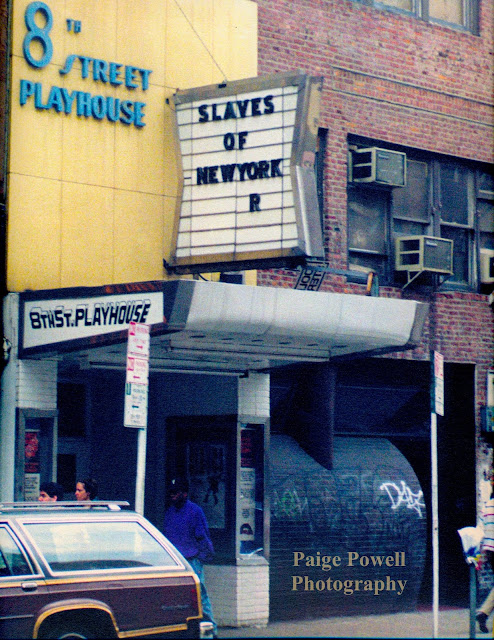 8TH
STREET
PLAYHOUSE
SLAVES
OF
NEW YORK
R
8TH ST. PLAYHOUSE
Paige Powell
Photography